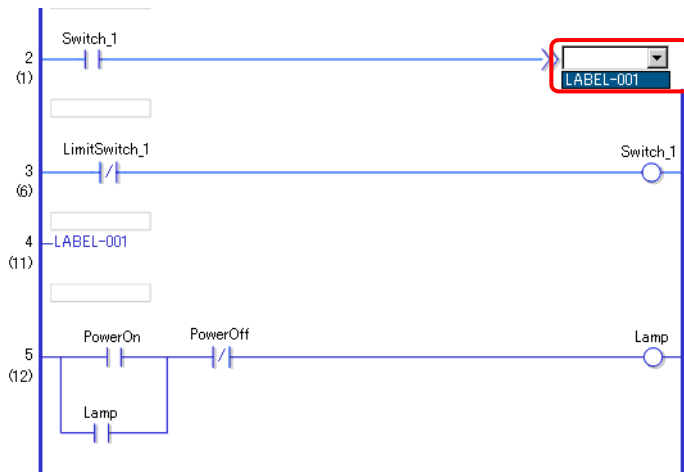 Switch_1
2
(1)
LABEL-001
LimitSwitch_1
Switch_1
3
(6)
4
LABEL-001
(11)
PowerOn
PowerOff
Lamp
5
(12)
Lamp